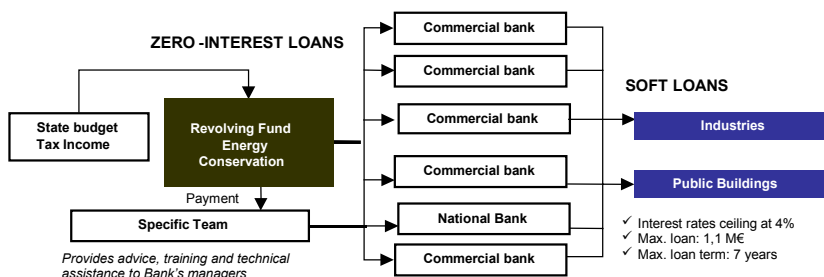 ZERO -INTEREST LOANS
State budget
Tax Income
Revolving Fund
Energy
Conservation
Payment
Specific Team
Provides advice, training and technical
assistance to Bank's managers
Commercial bank
Commercial bank
Commercial bank
Commercial bank
National Bank
Commercial bank
SOFT LOANS
Industries
Public Buildings
✓ Interest rates ceiling at 4%
✓ Max. loan: 1,1 M€
✓ Max. loan term: 7 years